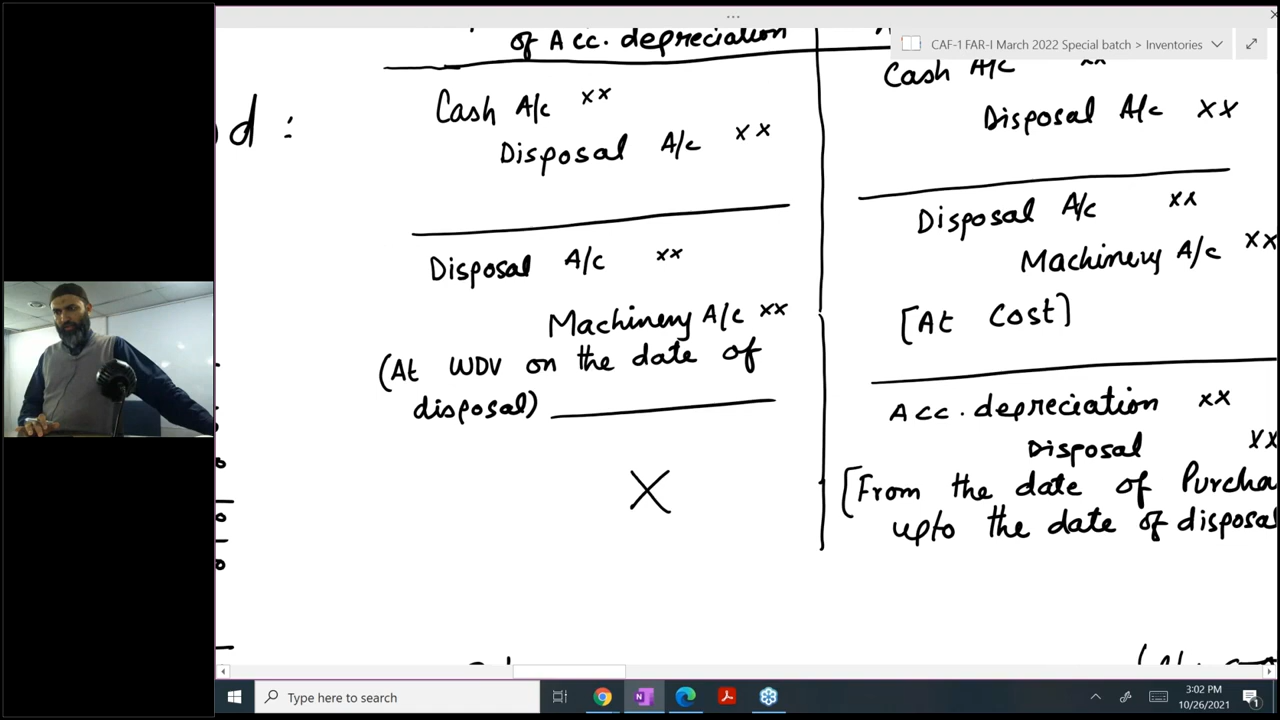 CAF-1 FAR-I March 2022 Special batch > Inventories
of Acc. depreciation
d :
Cash A/c xx
Disposal A/c xx
Disposal A/c xx
Machinery A/c xx
(At WDV on the date of
disposal)
X
Cash A/c xx
Disposal A/c xx
Disposal A/c xx
Machinery A/c xx
[At Cost]
Acc. depreciation xx
Disposal xx
[From the date of Purcha
upto the date of disposal
Type here to search
3:02 PM
10/26/2021
1